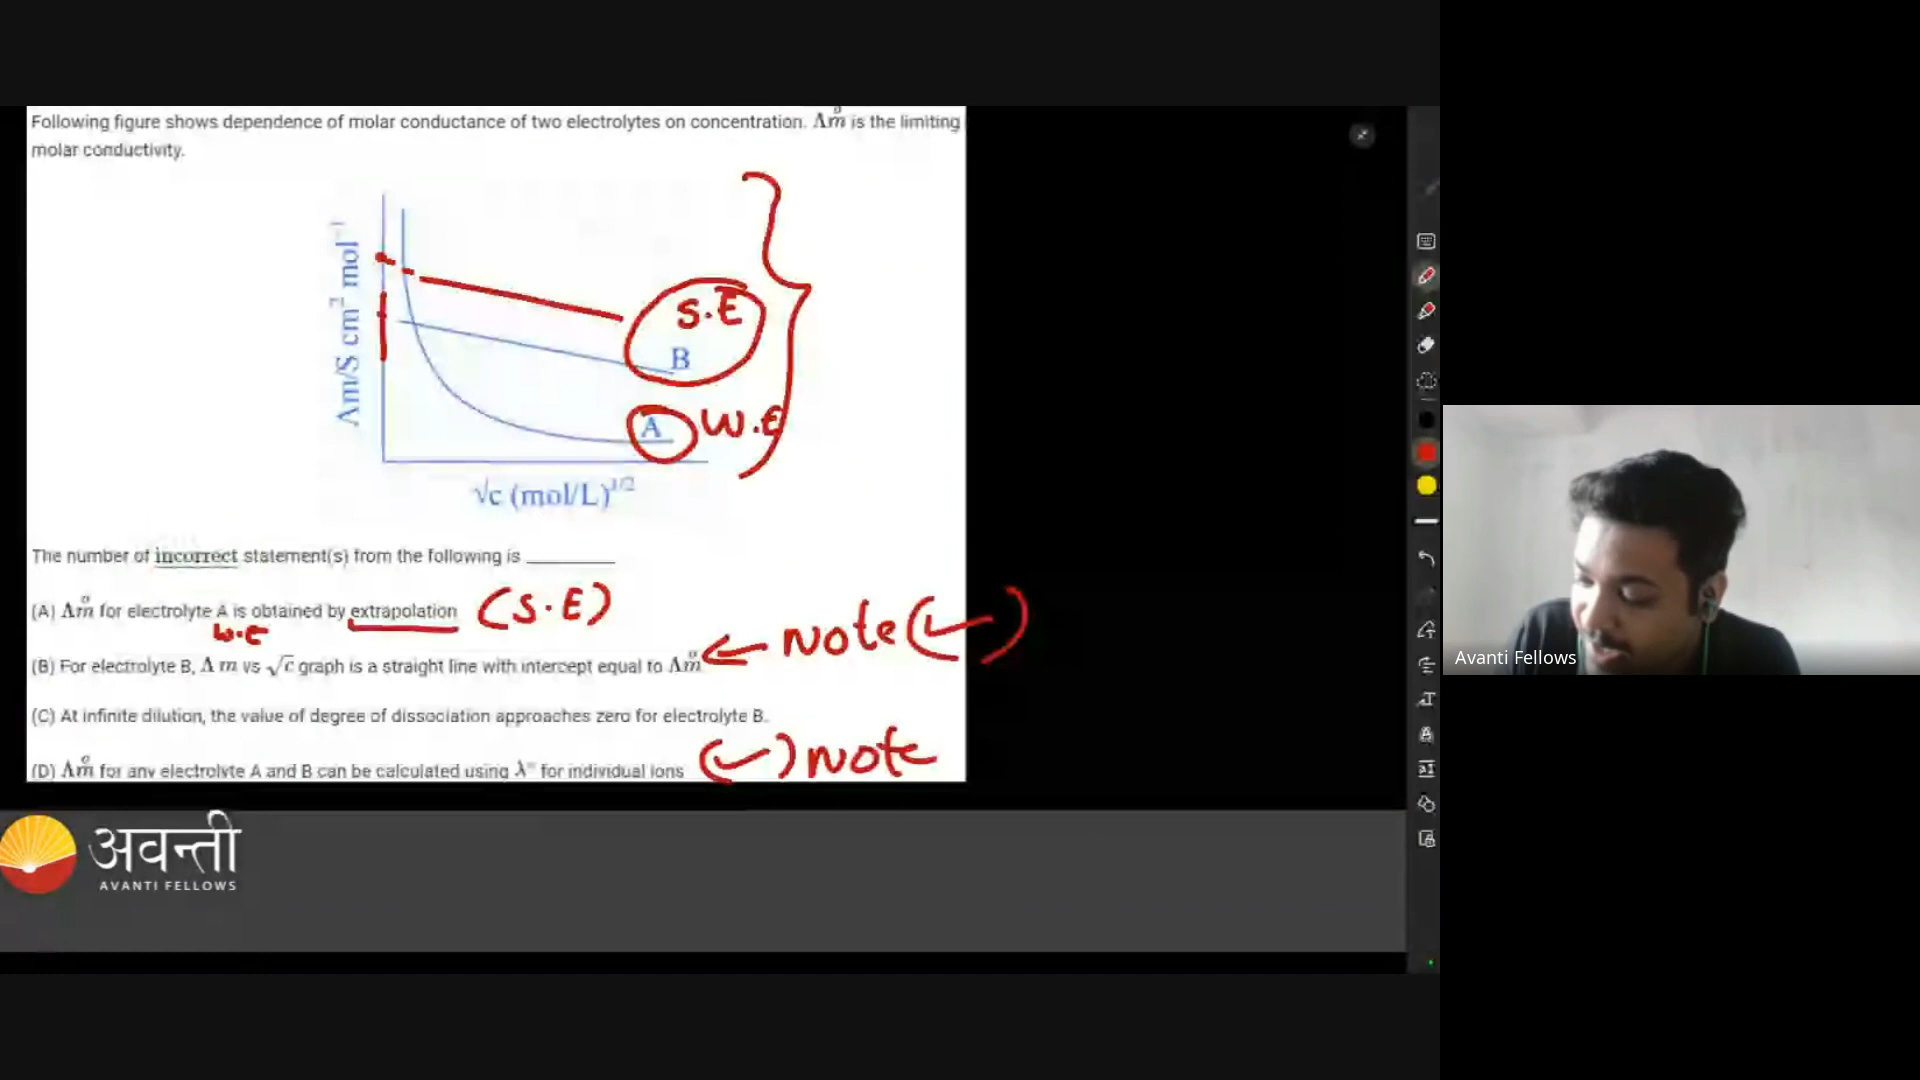 Following figure shows dependence of molar conductance of two electrolytes on concentration. Λm° is the limiting
molar conductivity.
Λm/S cm² mol⁻¹
S.E
B
A
W.E
√c (mol/L)^1/2
The number of incorrect statement(s) from the following is ________
(A) Λm° for electrolyte A is obtained by extrapolation (S.E)
W.E
(B) For electrolyte B, Λ m vs √c graph is a straight line with intercept equal to Λm° ← NOTE (✓)
(C) At infinite dilution, the value of degree of dissociation approaches zero for electrolyte B.
(D) Λm° for any electrolyte A and B can be calculated using λ° for individual ions (✓) NOTE
अवन्ती
AVANTI FELLOWS
Avanti Fellows